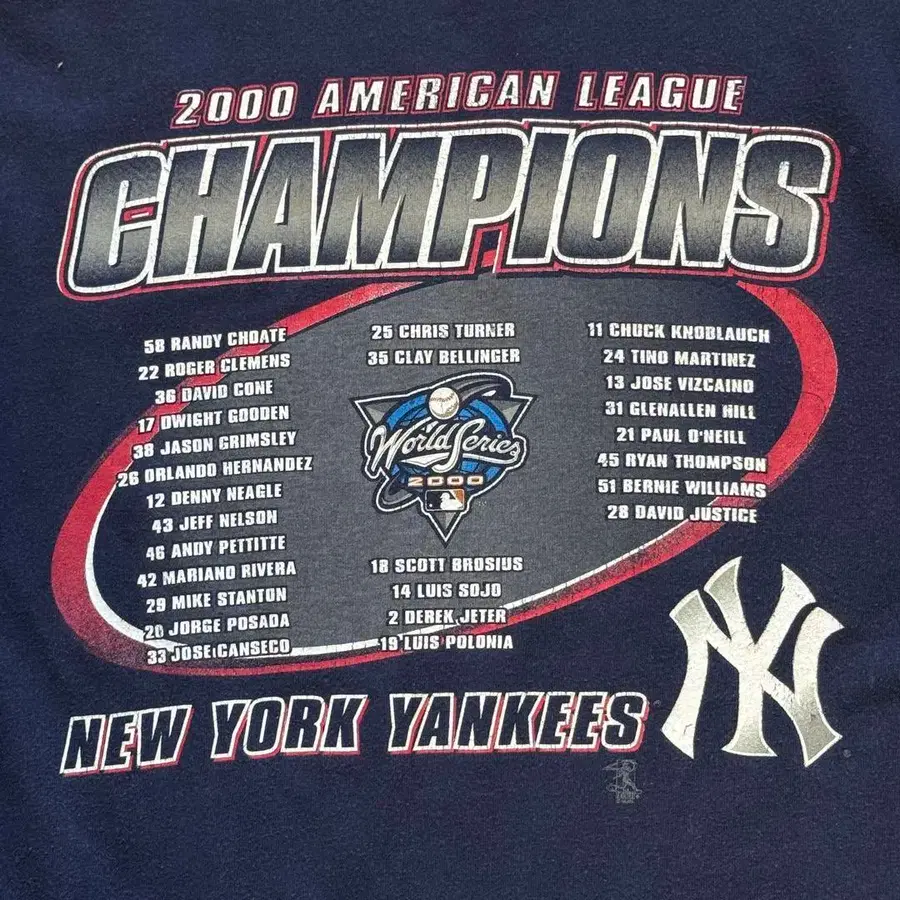 2000 AMERICAN LEAGUE
CHAMPIONS
58 RANDY CHOATE
22 ROGER CLEMENS
36 DAVID CONE
17 DWIGHT GOODEN
38 JASON GRIMSLEY
26 ORLANDO HERNANDEZ
12 DENNY NEAGLE
43 JEFF NELSON
46 ANDY PETTITTE
42 MARIANO RIVERA
29 MIKE STANTON
20 JORGE POSADA
33 JOSE CANSECO
25 CHRIS TURNER
35 CLAY BELLINGER
World Series
2000
18 SCOTT BROSIUS
14 LUIS SOJO
2 DEREK JETER
19 LUIS POLONIA
11 CHUCK KNOBLAUCH
24 TINO MARTINEZ
13 JOSE VIZCAINO
31 GLENALLEN HILL
21 PAUL O'NEILL
45 RYAN THOMPSON
51 BERNIE WILLIAMS
28 DAVID JUSTICE
NY
NEW YORK YANKEES